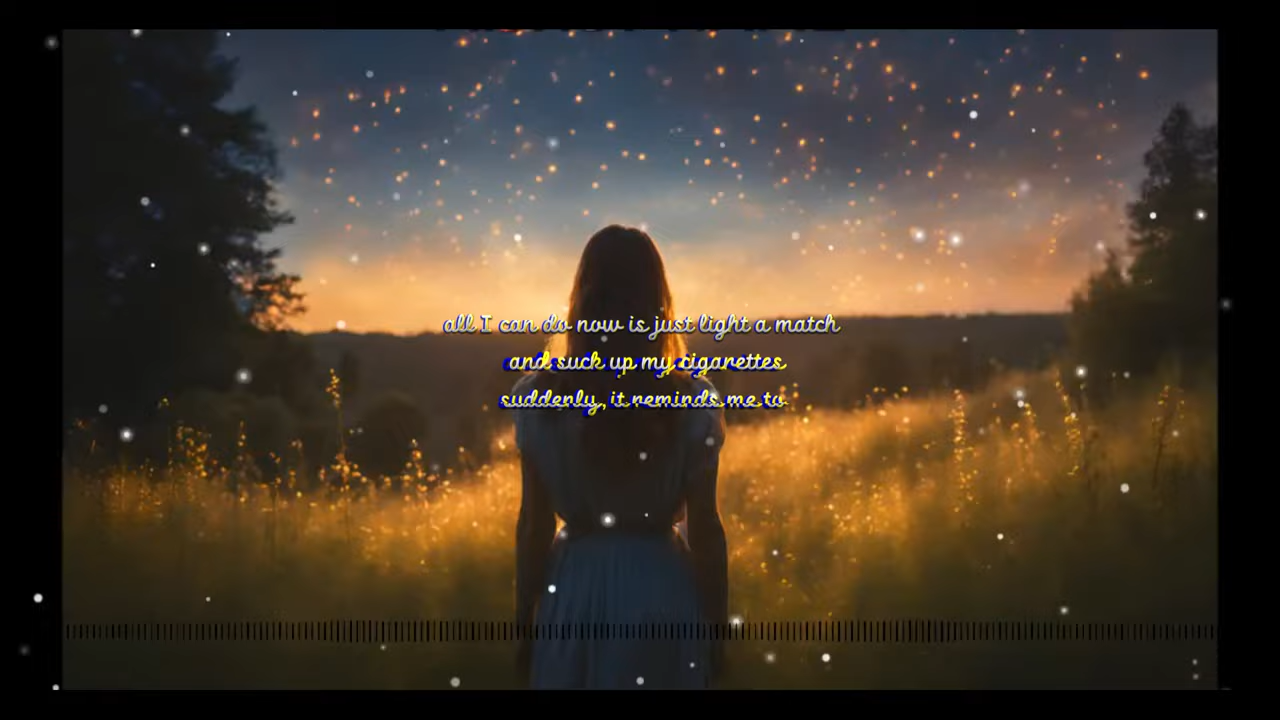 all I can do now is just light a match
and suck up my cigarettes
suddenly, it reminds me to